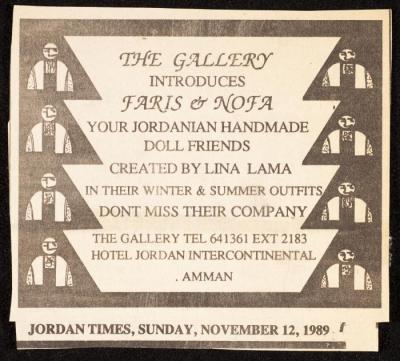 THE GALLERY
INTRODUCES
FARIS & NOFA
YOUR JORDANIAN HANDMADE
DOLL FRIENDS
CREATED BY LINA LAMA
IN THEIR WINTER & SUMMER OUTFITS
DONT MISS THEIR COMPANY
THE GALLERY TEL 641361 EXT 2183
HOTEL JORDAN INTERCONTINENTAL
. AMMAN
JORDAN TIMES, SUNDAY, NOVEMBER 12, 1989